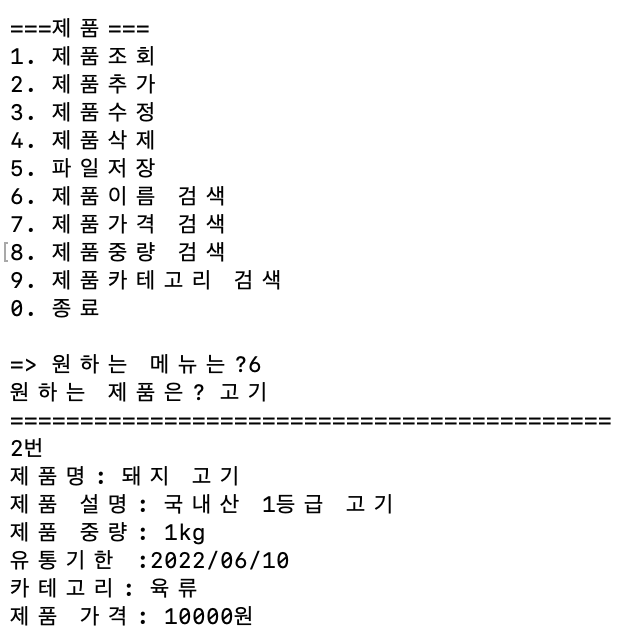 ===제품===
1. 제품조회
2. 제품추가
3. 제품수정
4. 제품삭제
5. 파일저장
6. 제품이름 검색
7. 제품가격 검색
[8. 제품중량 검색
9. 제품카테고리 검색
0. 종료
=> 원하는 메뉴는?6
원하는 제품은? 고기
===========================================
2번
제품명: 돼지 고기
제품 설명: 국내산 1등급 고기
제품 중량: 1kg
유통기한 :2022/06/10
카테고리: 육류
제품 가격: 10000원